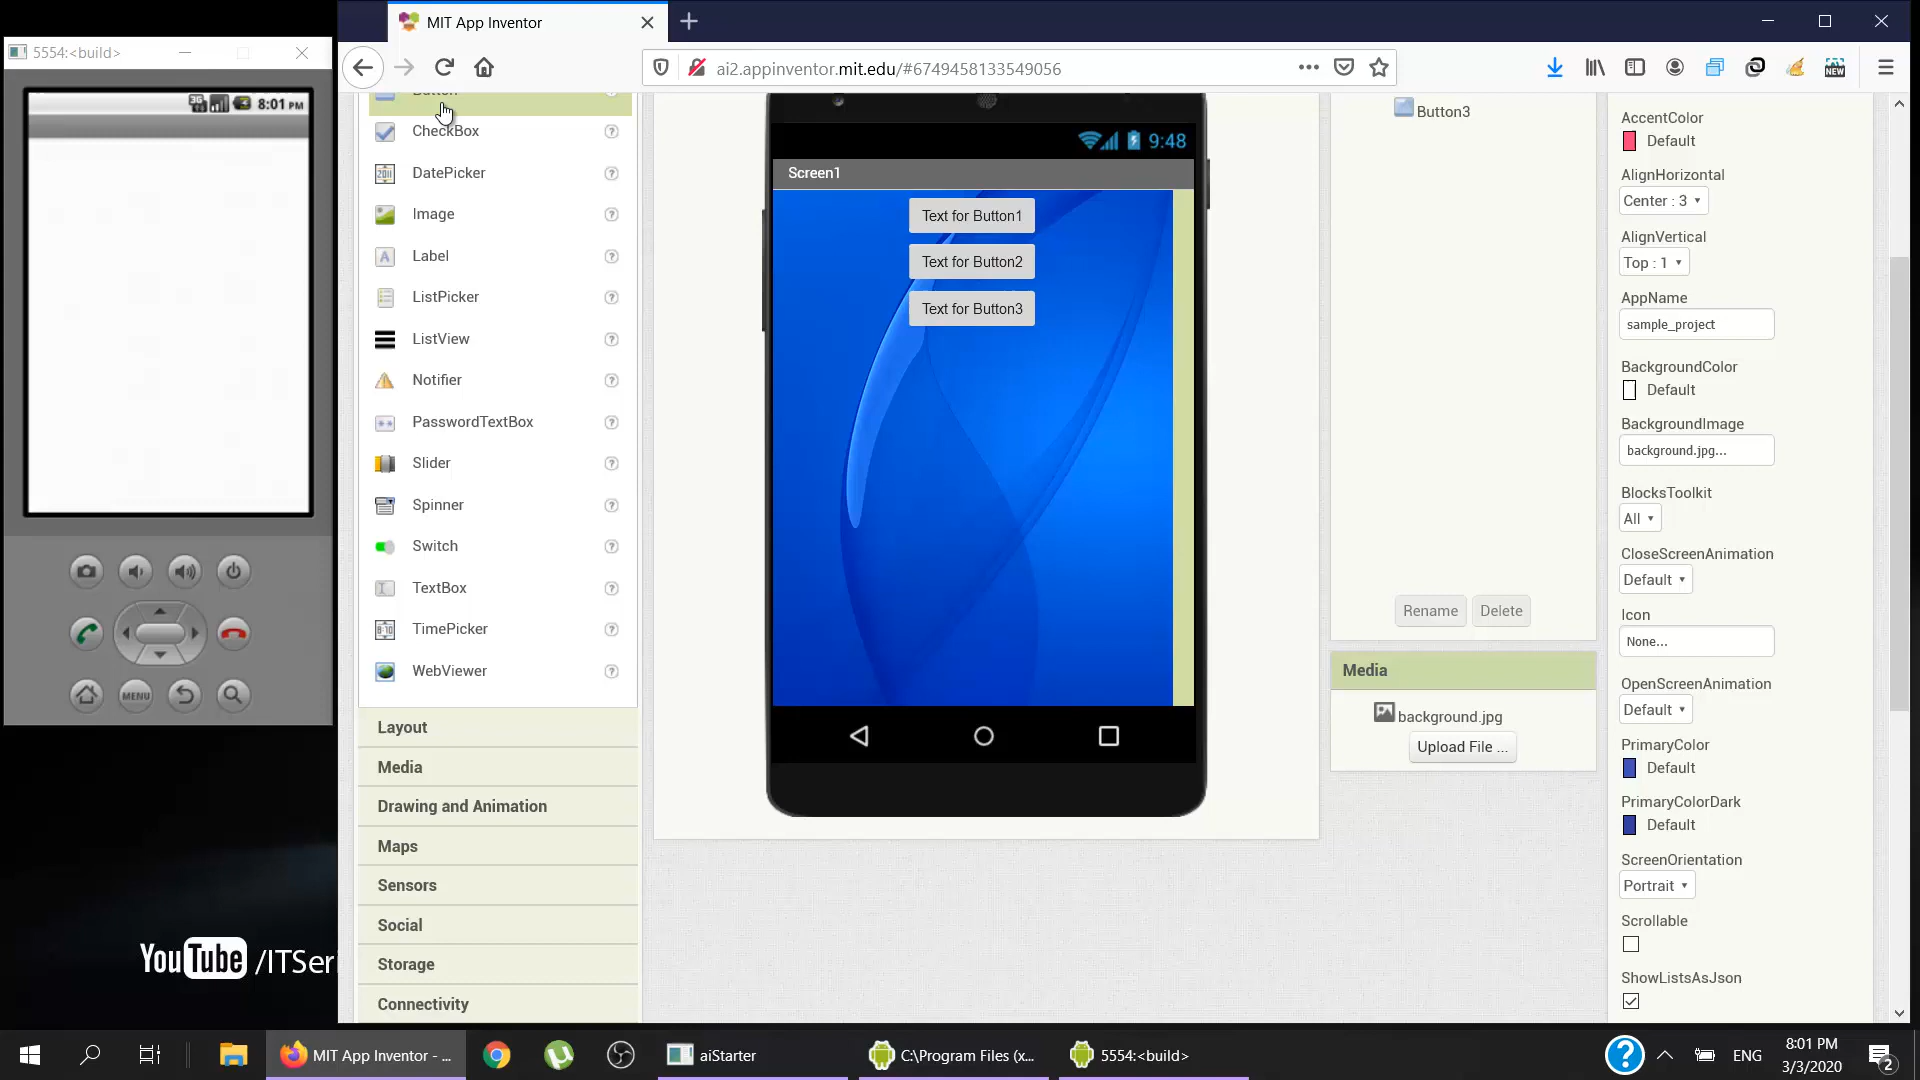 5554:<build>
3G
8:01 PM
MENU
YouTube /ITSeri
MIT App Inventor
ai2.appinventor.mit.edu/#6749458133549056
NEW
Button
CheckBox
DatePicker
Image
Label
ListPicker
ListView
Notifier
PasswordTextBox
Slider
Spinner
Switch
TextBox
TimePicker
WebViewer
Layout
Media
Drawing and Animation
Maps
Sensors
Social
Storage
Connectivity
9:48
Screen1
Text for Button1
Text for Button2
Text for Button3
Button3
Rename Delete
Media
background.jpg
Upload File ...
AccentColor
Default
AlignHorizontal
Center : 3
AlignVertical
Top : 1
AppName
sample_project
BackgroundColor
Default
BackgroundImage
background.jpg...
BlocksToolkit
All
CloseScreenAnimation
Default
Icon
None...
OpenScreenAnimation
Default
PrimaryColor
Default
PrimaryColorDark
Default
ScreenOrientation
Portrait
Scrollable
ShowListsAsJson
MIT App Inventor - ...
aiStarter
C:\Program Files (x...
5554:<build>
ENG
8:01 PM
3/3/2020
2